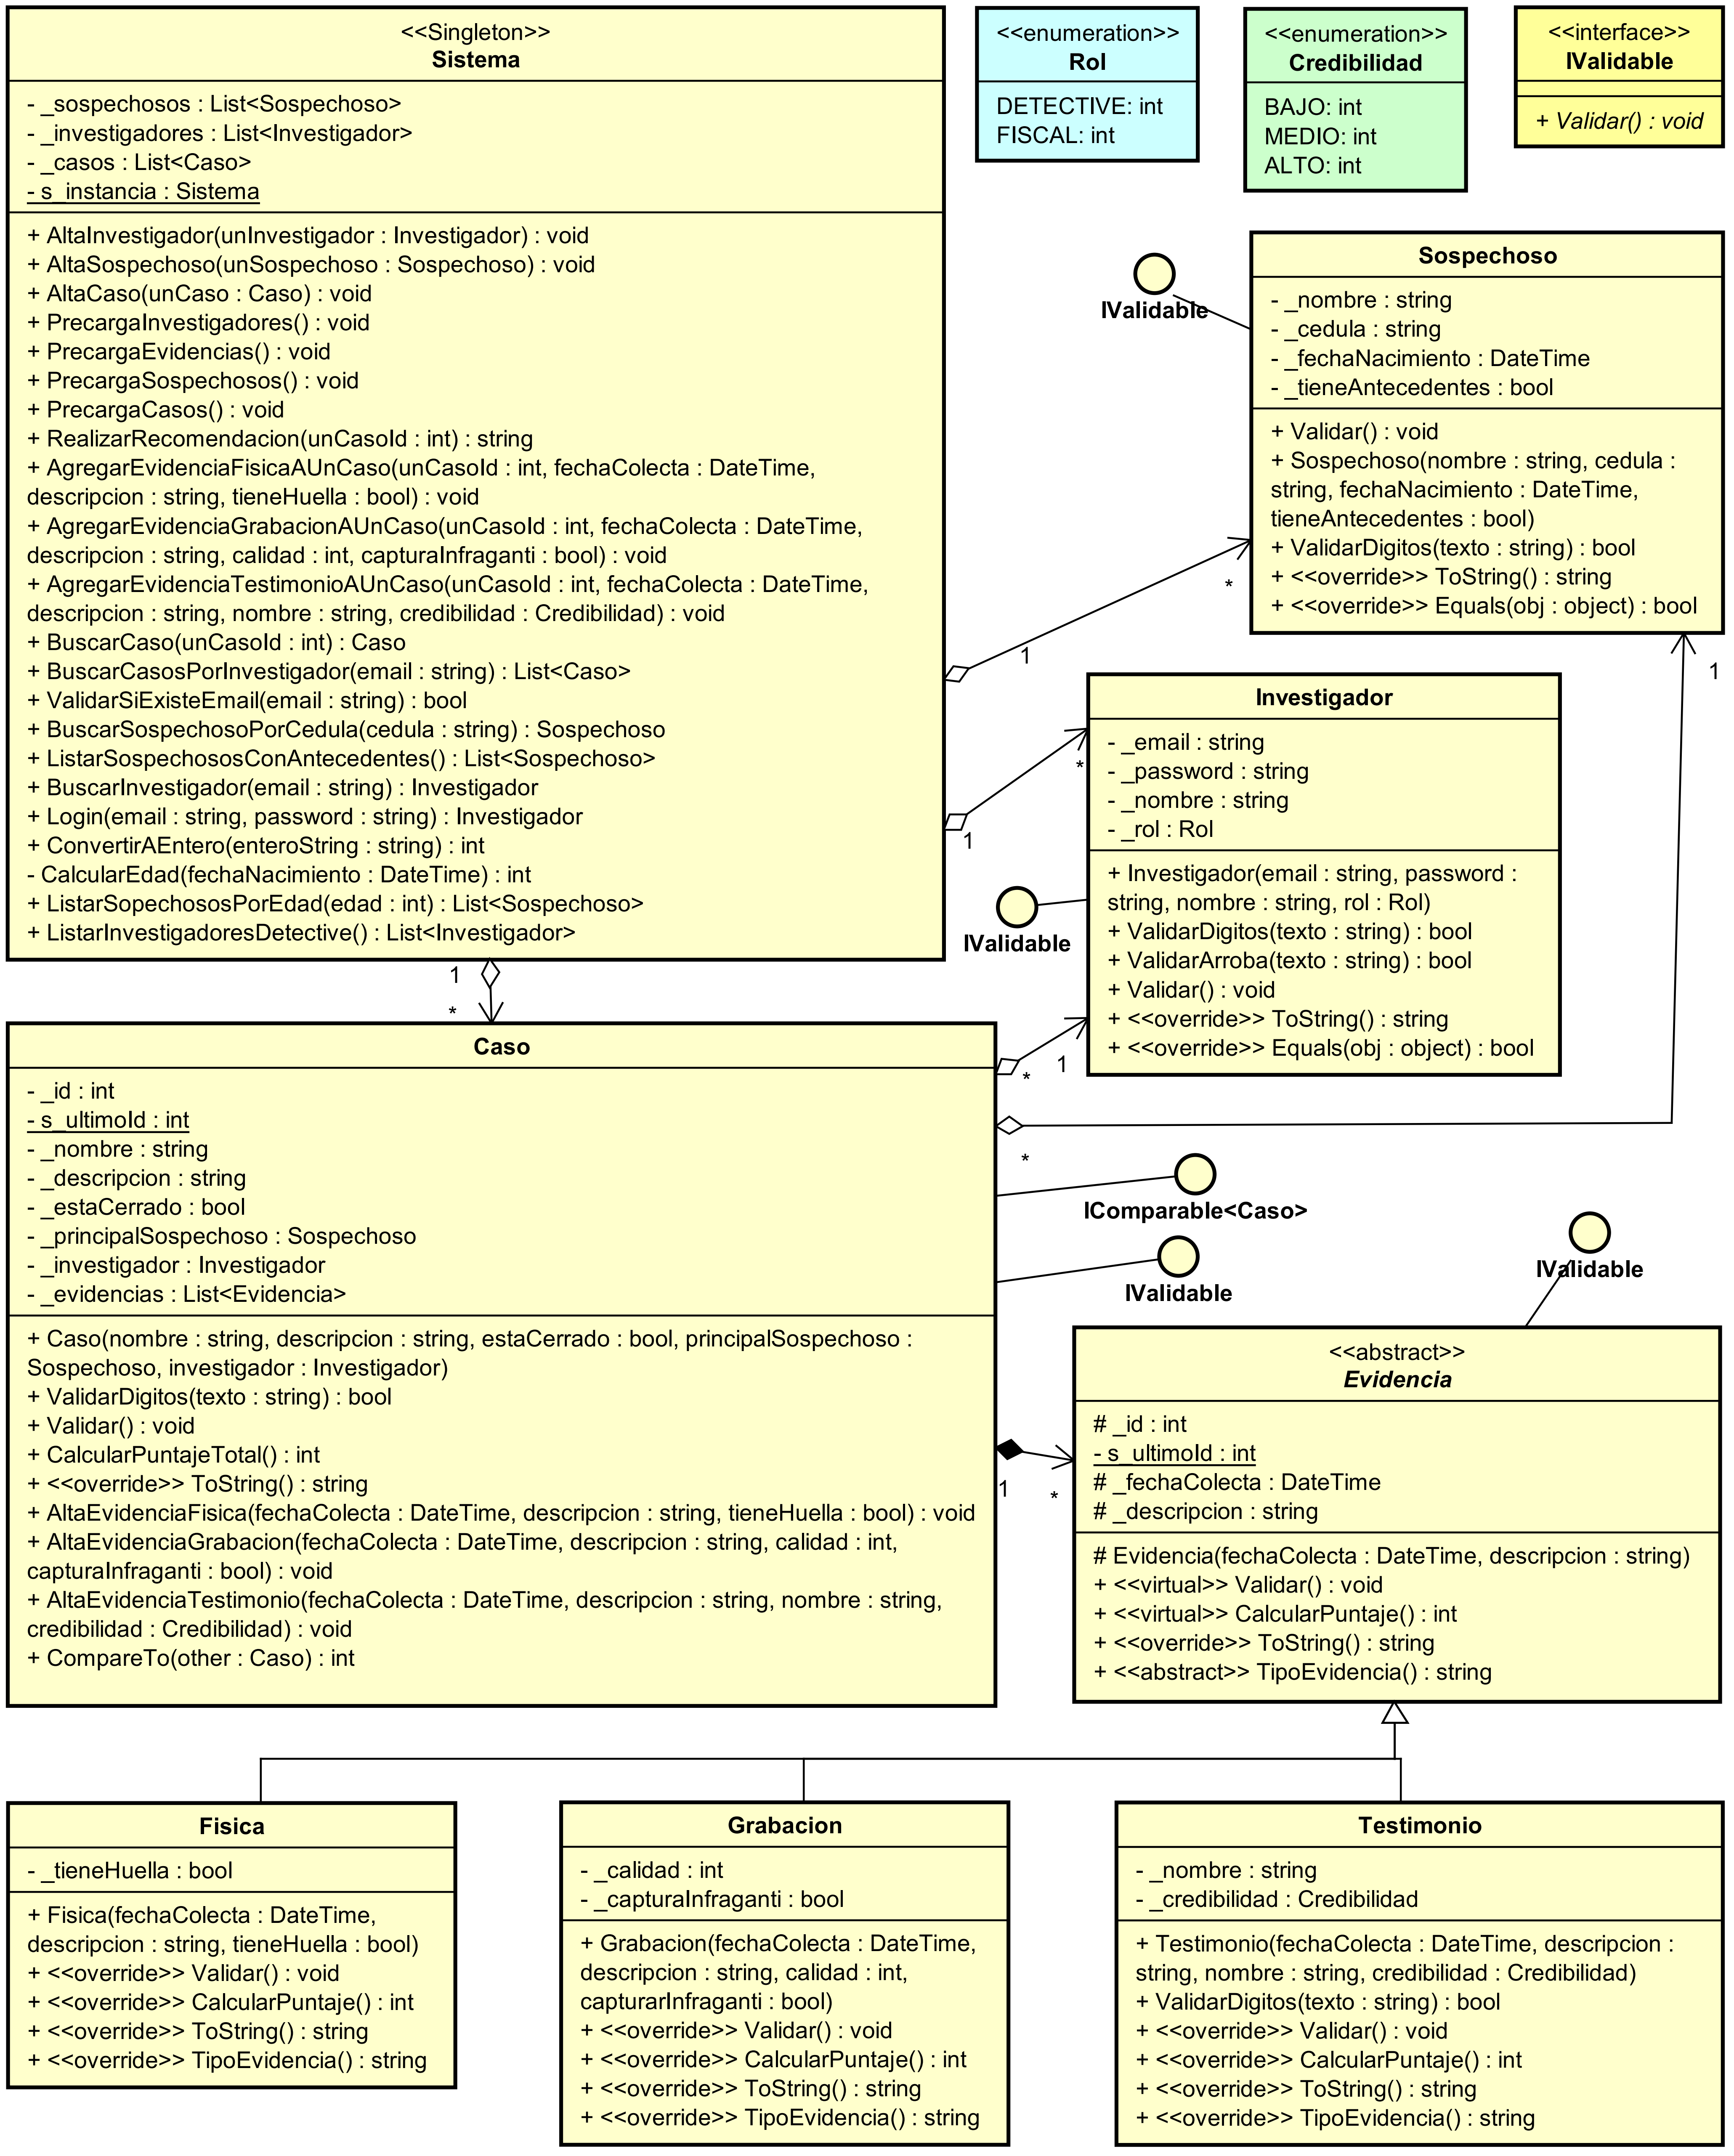 <<Singleton>>
Sistema
- _sospechosos : List<Sospechoso>
- _investigadores : List<Investigador>
- _casos : List<Caso>
- s_instancia : Sistema
+ AltaInvestigador(unInvestigador : Investigador) : void
+ AltaSospechoso(unSospechoso : Sospechoso) : void
+ AltaCaso(unCaso : Caso) : void
+ PrecargaInvestigadores() : void
+ PrecargaEvidencias() : void
+ PrecargaSospechosos() : void
+ PrecargaCasos() : void
+ RealizarRecomendacion(unCasoId : int) : string
+ AgregarEvidenciaFisicaAUnCaso(unCasoId : int, fechaColecta : DateTime,
descripcion : string, tieneHuella : bool) : void
+ AgregarEvidenciaGrabacionAUnCaso(unCasoId : int, fechaColecta : DateTime,
descripcion : string, calidad : int, capturaInfraganti : bool) : void
+ AgregarEvidenciaTestimonioAUnCaso(unCasoId : int, fechaColecta : DateTime,
descripcion : string, nombre : string, credibilidad : Credibilidad) : void
+ BuscarCaso(unCasoId : int) : Caso
+ BuscarCasosPorInvestigador(email : string) : List<Caso>
+ ValidarSiExisteEmail(email : string) : bool
+ BuscarSospechosoPorCedula(cedula : string) : Sospechoso
+ ListarSospechososConAntecedentes() : List<Sospechoso>
+ BuscarInvestigador(email : string) : Investigador
+ Login(email : string, password : string) : Investigador
+ ConvertirAEntero(enteroString : string) : int
- CalcularEdad(fechaNacimiento : DateTime) : int
+ ListarSopechososPorEdad(edad : int) : List<Sospechoso>
+ ListarInvestigadoresDetective() : List<Investigador>
<<enumeration>>
Rol
DETECTIVE: int
FISCAL: int
<<enumeration>>
Credibilidad
BAJO: int
MEDIO: int
ALTO: int
<<interface>>
IValidable
+ Validar() : void
IValidable
Sospechoso
- _nombre : string
- _cedula : string
- _fechaNacimiento : DateTime
- _tieneAntecedentes : bool
+ Validar() : void
+ Sospechoso(nombre : string, cedula :
string, fechaNacimiento : DateTime,
tieneAntecedentes : bool)
+ ValidarDigitos(texto : string) : bool
+ <<override>> ToString() : string
+ <<override>> Equals(obj : object) : bool
*
1
1
Investigador
- _email : string
- _password : string
- _nombre : string
- _rol : Rol
+ Investigador(email : string, password :
string, nombre : string, rol : Rol)
+ ValidarDigitos(texto : string) : bool
+ ValidarArroba(texto : string) : bool
+ Validar() : void
+ <<override>> ToString() : string
+ <<override>> Equals(obj : object) : bool
*
1
IValidable
1
*
Caso
- _id : int
- s_ultimoId : int
- _nombre : string
- _descripcion : string
- _estaCerrado : bool
- _principalSospechoso : Sospechoso
- _investigador : Investigador
- _evidencias : List<Evidencia>
+ Caso(nombre : string, descripcion : string, estaCerrado : bool, principalSospechoso :
Sospechoso, investigador : Investigador)
+ ValidarDigitos(texto : string) : bool
+ Validar() : void
+ CalcularPuntajeTotal() : int
+ <<override>> ToString() : string
+ AltaEvidenciaFisica(fechaColecta : DateTime, descripcion : string, tieneHuella : bool) : void
+ AltaEvidenciaGrabacion(fechaColecta : DateTime, descripcion : string, calidad : int,
capturaInfraganti : bool) : void
+ AltaEvidenciaTestimonio(fechaColecta : DateTime, descripcion : string, nombre : string,
credibilidad : Credibilidad) : void
+ CompareTo(other : Caso) : int
*
1
*
IComparable<Caso>
IValidable
IValidable
1
*
<<abstract>>
Evidencia
# _id : int
- s_ultimoId : int
# _fechaColecta : DateTime
# _descripcion : string
# Evidencia(fechaColecta : DateTime, descripcion : string)
+ <<virtual>> Validar() : void
+ <<virtual>> CalcularPuntaje() : int
+ <<override>> ToString() : string
+ <<abstract>> TipoEvidencia() : string
Fisica
- _tieneHuella : bool
+ Fisica(fechaColecta : DateTime,
descripcion : string, tieneHuella : bool)
+ <<override>> Validar() : void
+ <<override>> CalcularPuntaje() : int
+ <<override>> ToString() : string
+ <<override>> TipoEvidencia() : string
Grabacion
- _calidad : int
- _capturaInfraganti : bool
+ Grabacion(fechaColecta : DateTime,
descripcion : string, calidad : int,
capturarInfraganti : bool)
+ <<override>> Validar() : void
+ <<override>> CalcularPuntaje() : int
+ <<override>> ToString() : string
+ <<override>> TipoEvidencia() : string
Testimonio
- _nombre : string
- _credibilidad : Credibilidad
+ Testimonio(fechaColecta : DateTime, descripcion :
string, nombre : string, credibilidad : Credibilidad)
+ ValidarDigitos(texto : string) : bool
+ <<override>> Validar() : void
+ <<override>> CalcularPuntaje() : int
+ <<override>> ToString() : string
+ <<override>> TipoEvidencia() : string